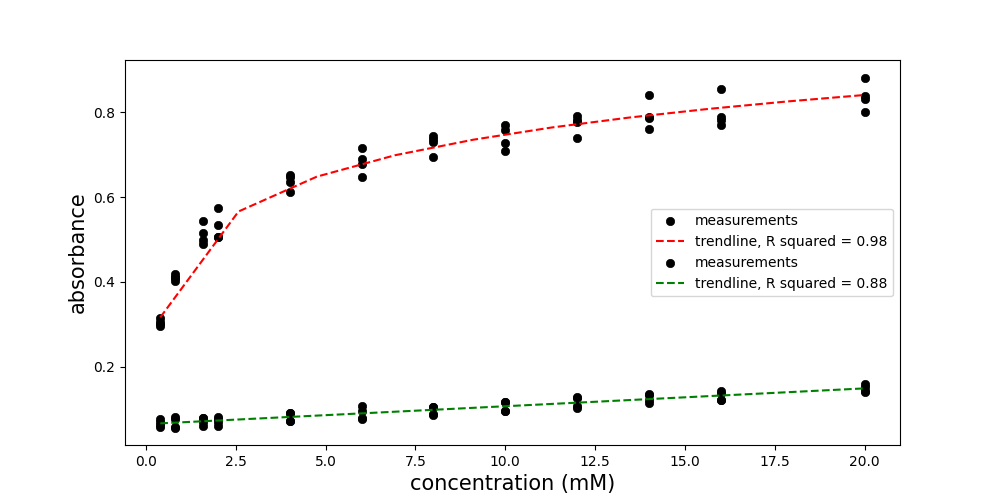 0.8
0.6
0.4
0.2
absorbance
measurements
trendline, R squared = 0.98
measurements
trendline, R squared = 0.88
0.0 2.5 5.0 7.5 10.0 12.5 15.0 17.5 20.0
concentration (mM)